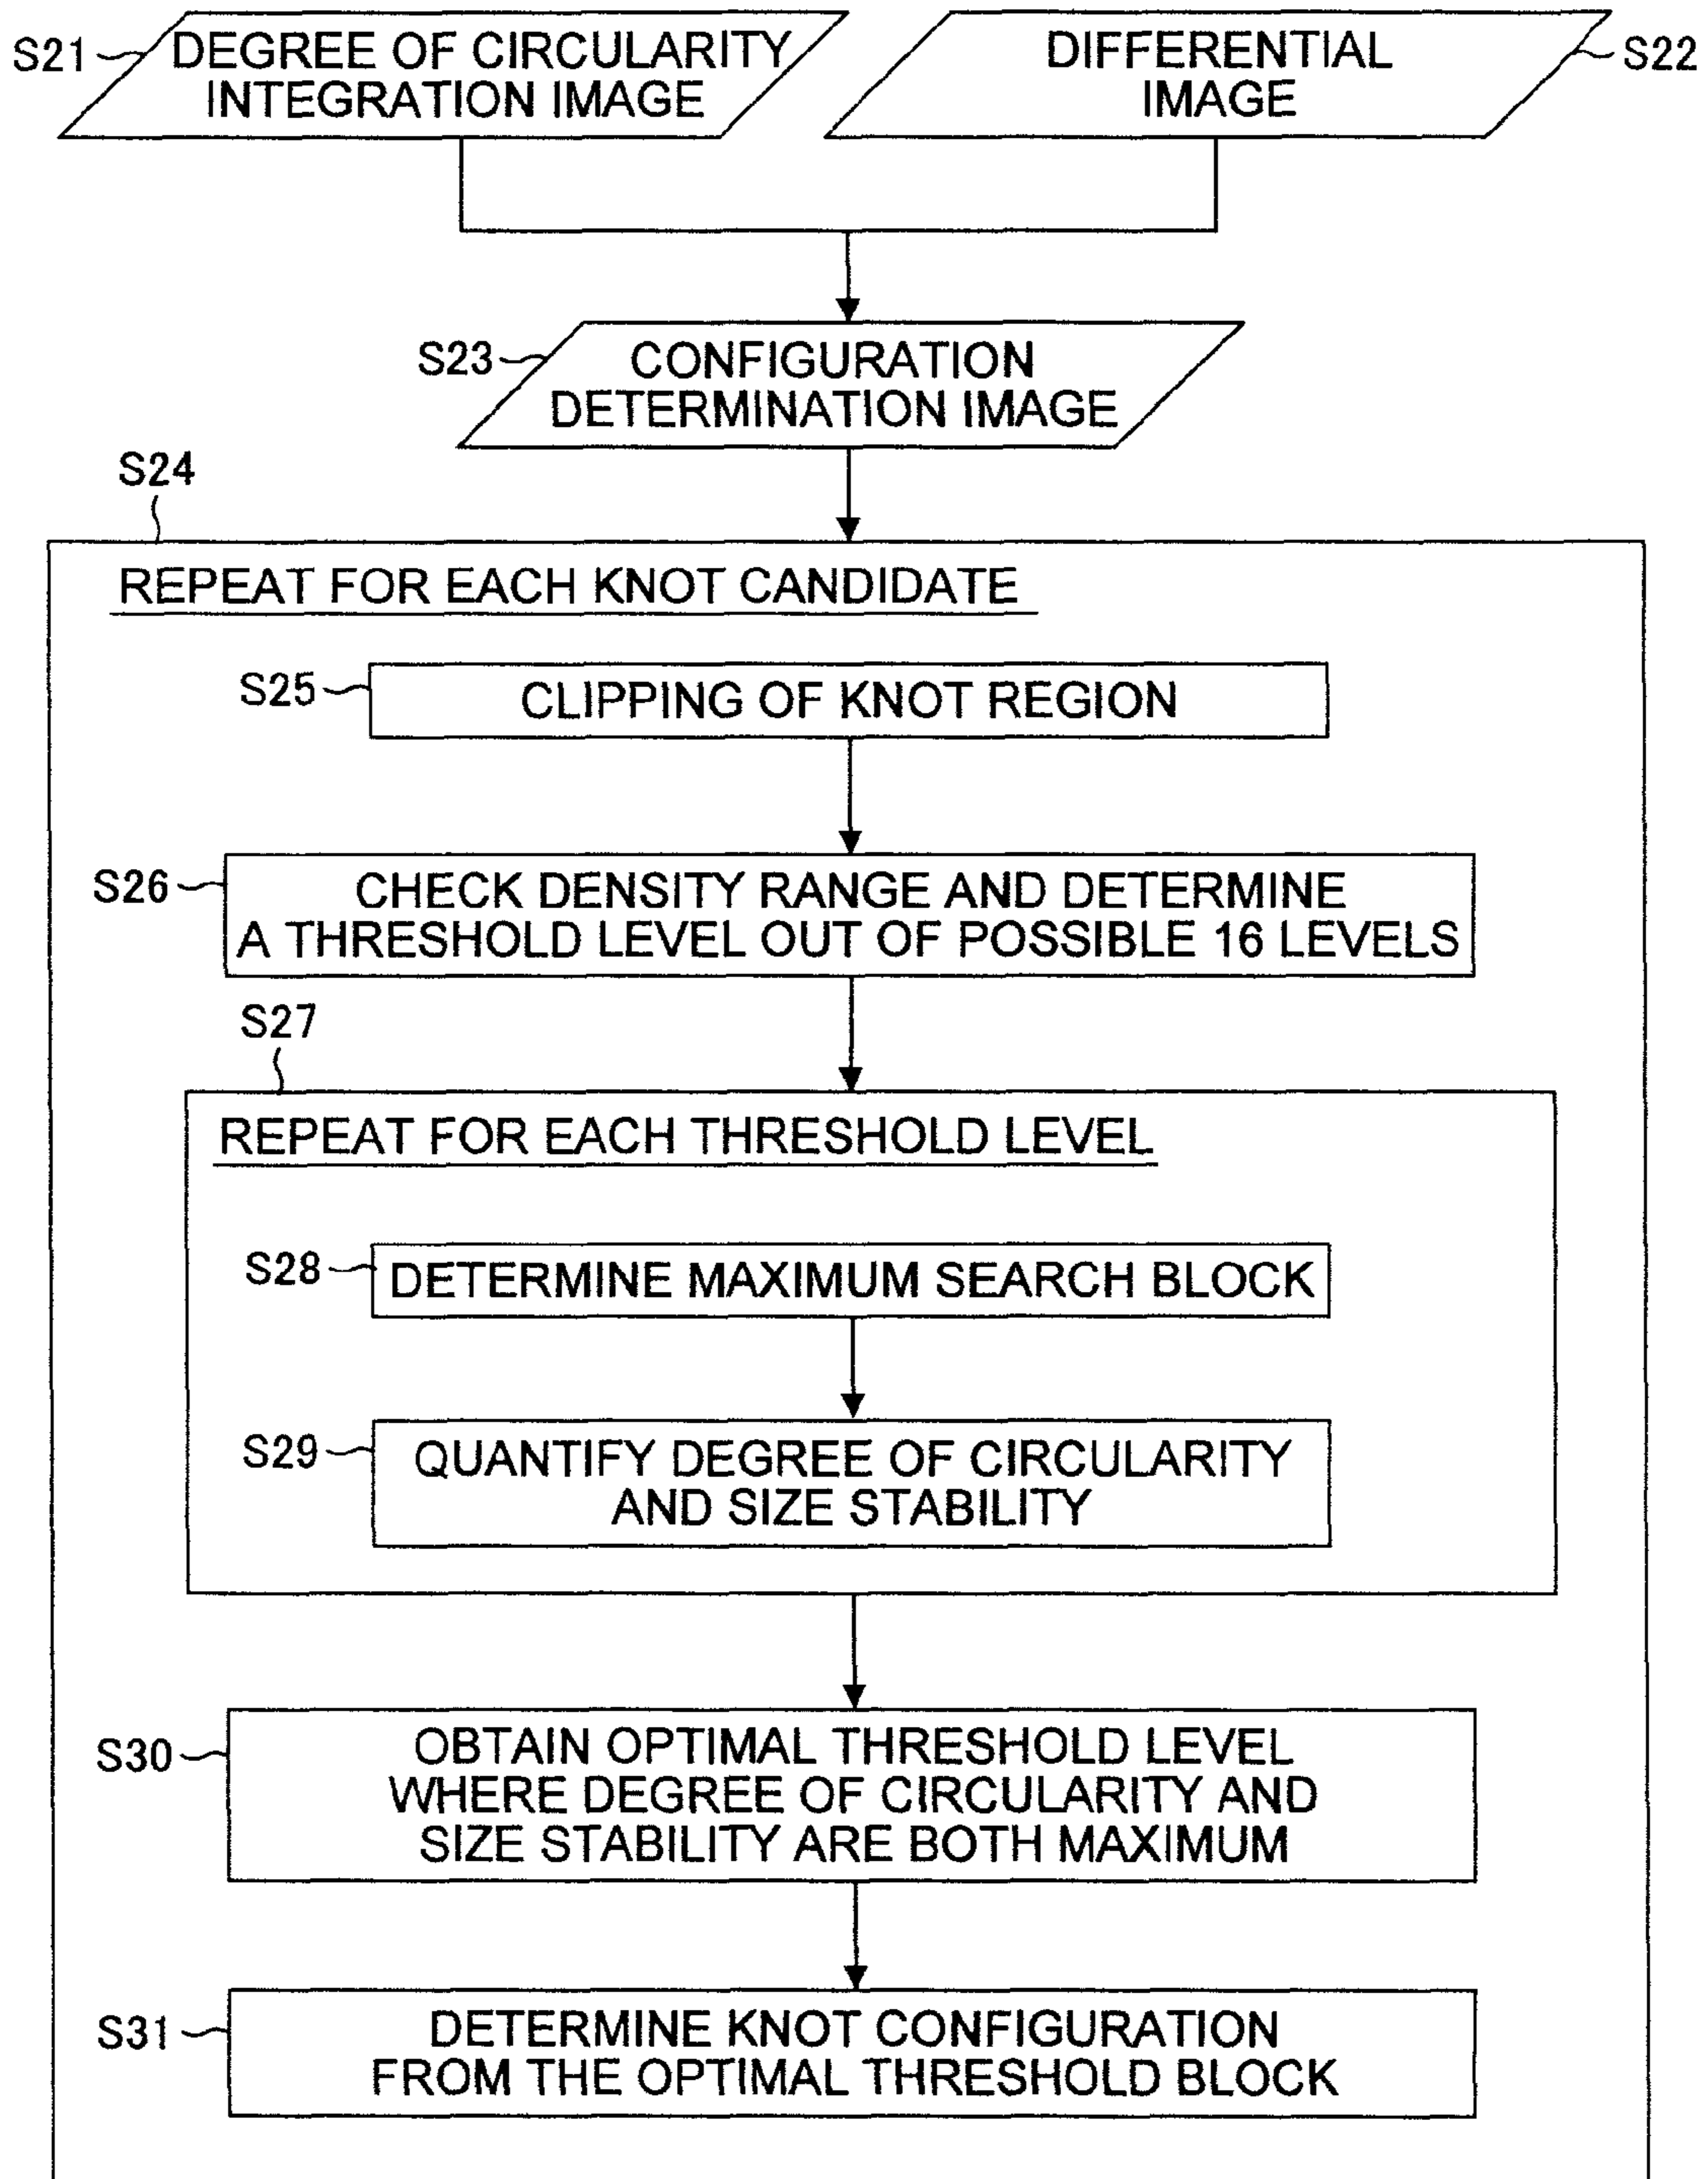 S21
DEGREE OF CIRCULARITY
INTEGRATION IMAGE
DIFFERENTIAL
IMAGE
S22
S23
CONFIGURATION
DETERMINATION IMAGE
S24
REPEAT FOR EACH KNOT CANDIDATE
S25
CLIPPING OF KNOT REGION
S26
CHECK DENSITY RANGE AND DETERMINE
A THRESHOLD LEVEL OUT OF POSSIBLE 16 LEVELS
S27
REPEAT FOR EACH THRESHOLD LEVEL
S28
DETERMINE MAXIMUM SEARCH BLOCK
S29
QUANTIFY DEGREE OF CIRCULARITY
AND SIZE STABILITY
S30
OBTAIN OPTIMAL THRESHOLD LEVEL
WHERE DEGREE OF CIRCULARITY AND
SIZE STABILITY ARE BOTH MAXIMUM
S31
DETERMINE KNOT CONFIGURATION
FROM THE OPTIMAL THRESHOLD BLOCK